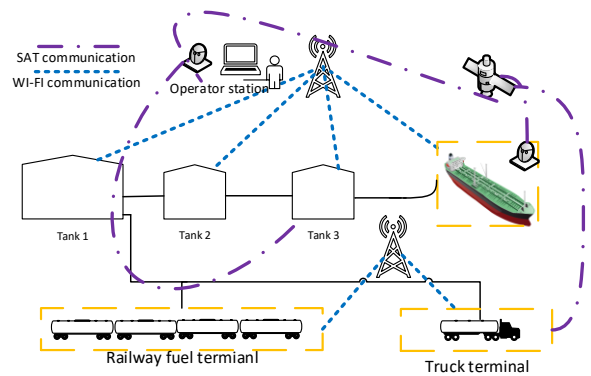 SAT communication
WI-FI communication
Operator station
Tank 1
Tank 2
Tank 3
Railway fuel termianl
Truck terminal